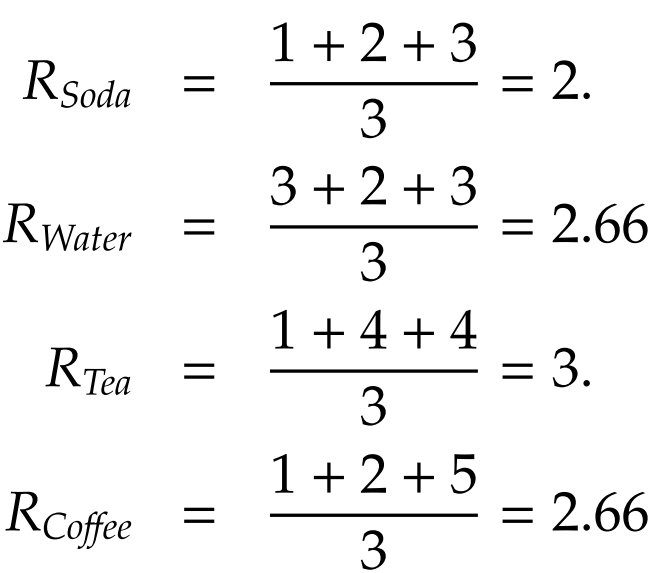 R_Soda = (1 + 2 + 3)/3 = 2.
R_Water = (3 + 2 + 3)/3 = 2.66
R_Tea = (1 + 4 + 4)/3 = 3.
R_Coffee = (1 + 2 + 5)/3 = 2.66